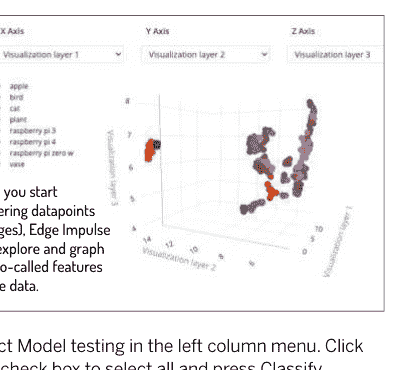 X Axis Y Axis Z Axis
Visualization layer 1 Visualization layer 2 Visualization layer 3
apple
bird
cat
plant
raspberry pi 3
raspberry pi 4
raspberry pi zero w
vase
8
7
6
5
4
Visualization layer 3
14 12 10 8 6
Visualization layer 2
10
5
0
Visualization layer 1
you start
ering datapoints
ges), Edge Impulse
explore and graph
o-called features
e data.
ct Model testing in the left column menu. Click
check box to select all and press Classify